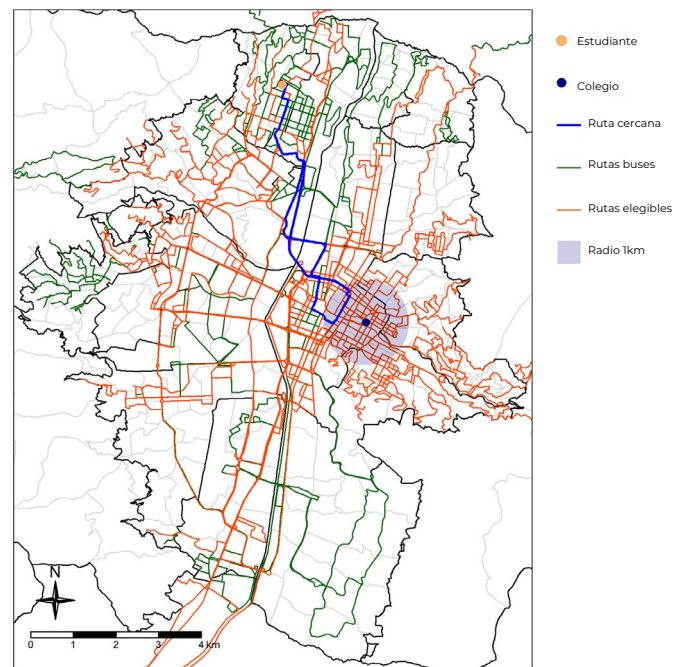 Estudiante
Colegio
Ruta cercana
Rutas buses
Rutas elegibles
Radio 1km
N
0 1 2 3 4 km